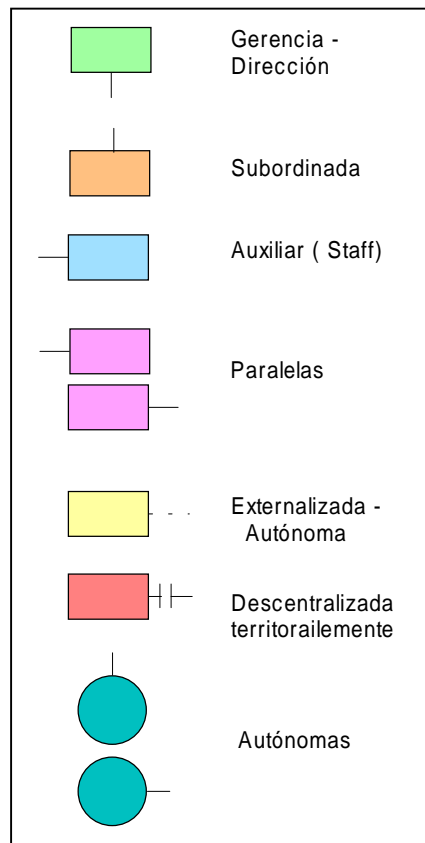 Gerencia -
Dirección
Subordinada
Auxiliar ( Staff)
Paralelas
Externalizada -
Autónoma
Descentralizada
territorailemente
Autónomas